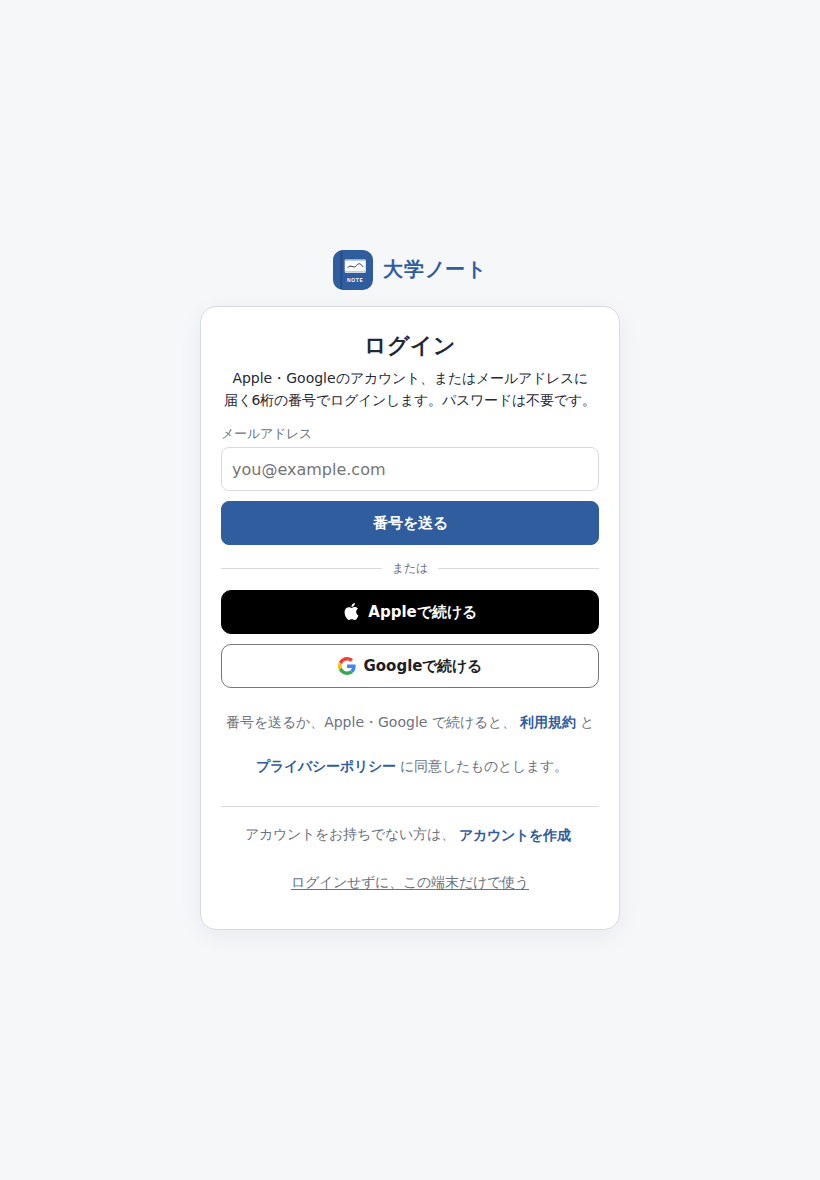 NOTE
大学ノート
ログイン
Apple・Googleのアカウント、またはメールアドレスに
届く6桁の番号でログインします。パスワードは不要です。
メールアドレス
you@example.com
番号を送る
または
Appleで続ける
Googleで続ける
番号を送るか、Apple・Google で続けると、 利用規約 と
プライバシーポリシー に同意したものとします。
アカウントをお持ちでない方は、 アカウントを作成
ログインせずに、この端末だけで使う